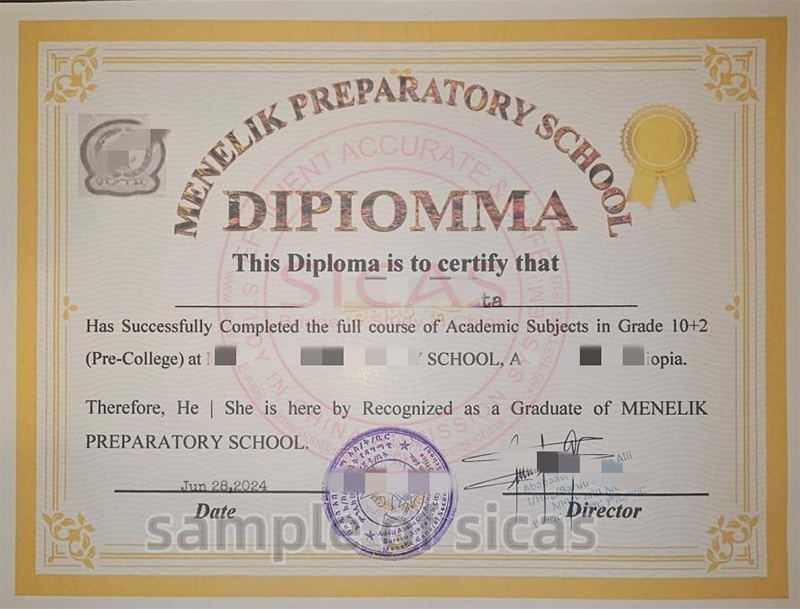 MENELIK PREPARATORY SCHOOL
DIPIOMMA
This Diploma is to certify that
ta
Has Successfully Completed the full course of Academic Subjects in Grade 10+2
(Pre-College) at SCHOOL, A opia.
Therefore, He | She is here by Recognized as a Graduate of MENELIK
PREPARATORY SCHOOL.
Jun 28,2024
Date
Director
SICAS
sample sicas